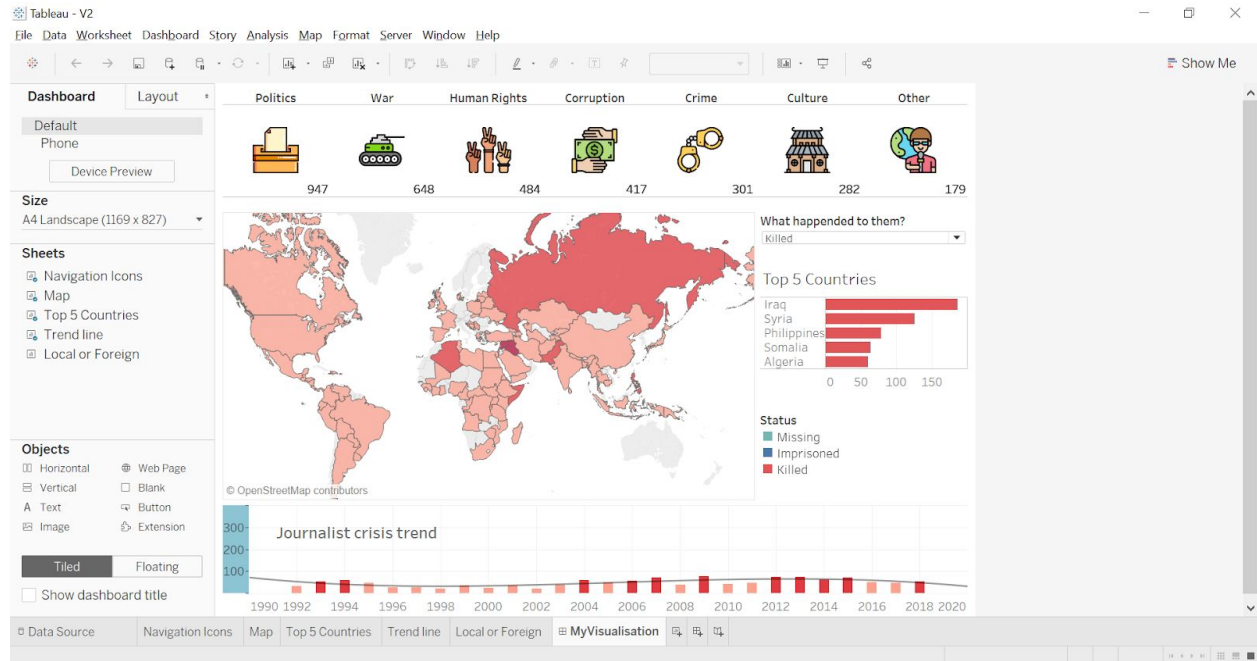 Tableau - V2
File Data Worksheet Dashboard Story Analysis Map Format Server Window Help
Show Me
Dashboard Layout
Default
Phone
Device Preview
Size
A4 Landscape (1169 x 827)
Sheets
Navigation Icons
Map
Top 5 Countries
Trend line
Local or Foreign
Objects
Horizontal Web Page
Vertical Blank
A Text Button
Image Extension
Tiled Floating
Show dashboard title
Politics War Human Rights Corruption Crime Culture Other
947 648 484 417 301 282 179
© OpenStreetMap contributors
What happended to them?
Killed
Top 5 Countries
Iraq
Syria
Philippines
Somalia
Algeria
0 50 100 150
Status
Missing
Imprisoned
Killed
Journalist crisis trend
300
200
100
1990 1992 1994 1996 1998 2000 2002 2004 2006 2008 2010 2012 2014 2016 2018 2020
Data Source Navigation Icons Map Top 5 Countries Trend line Local or Foreign MyVisualisation